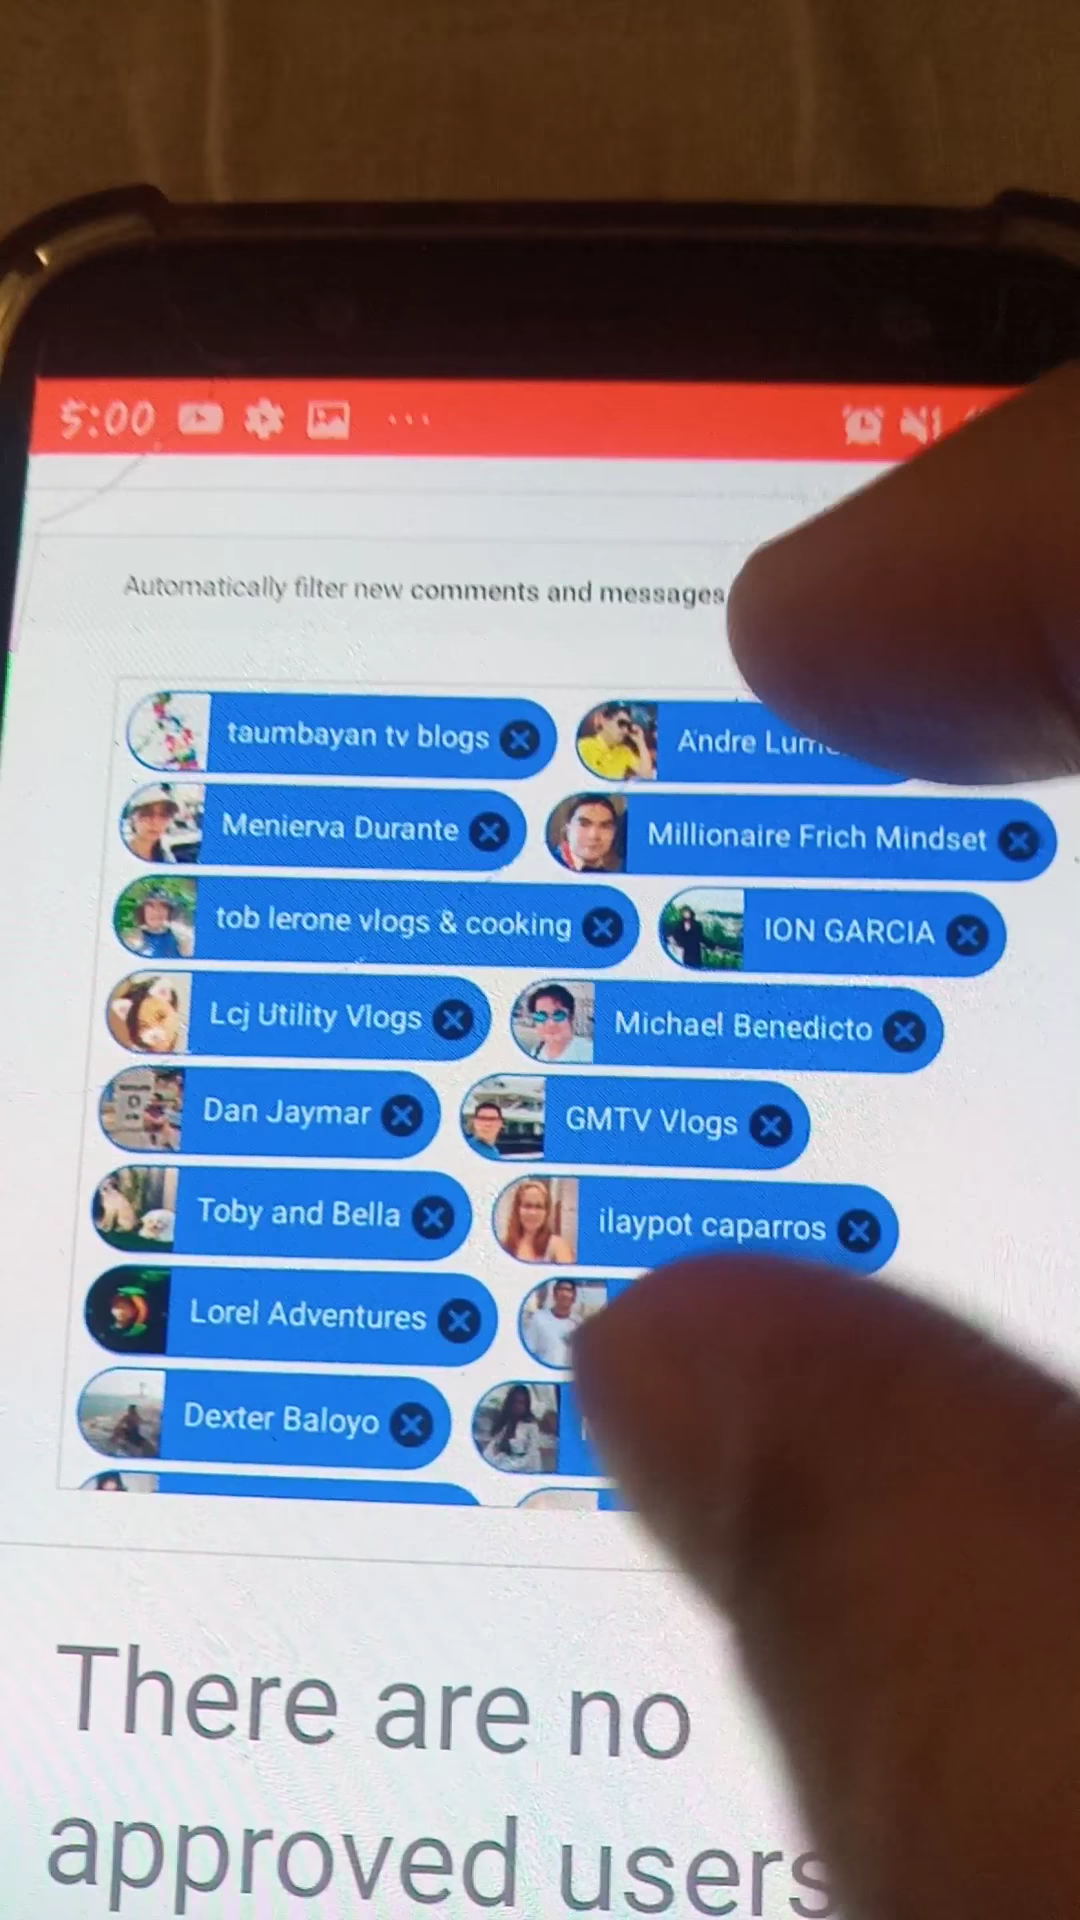 5:00
Automatically filter new comments and messages
taumbayan tv blogs
Andre
Menierva Durante
Millionaire Frich Mindset
tob lerone vlogs & cooking
ION GARCIA
Lcj Utility Vlogs
Michael Benedicto
Dan Jaymar
GMTV Vlogs
Toby and Bella
ilaypot caparros
Lorel Adventures
Dexter Baloyo
There are no
approved users